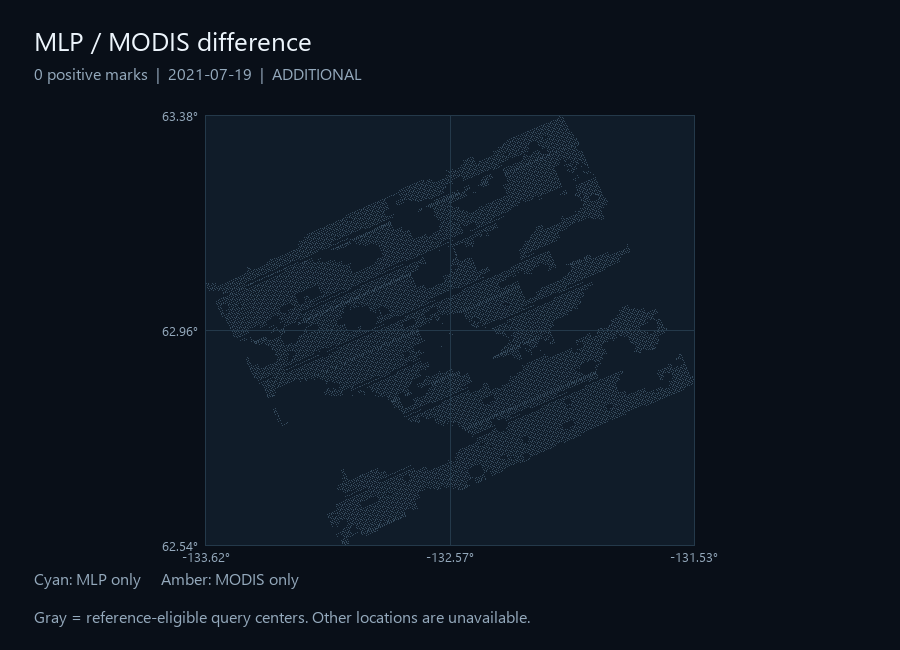 MLP / MODIS difference
0 positive marks | 2021-07-19 | ADDITIONAL
63.38°
62.96°
62.54°
-133.62° -132.57° -131.53°
Cyan: MLP only Amber: MODIS only
Gray = reference-eligible query centers. Other locations are unavailable.